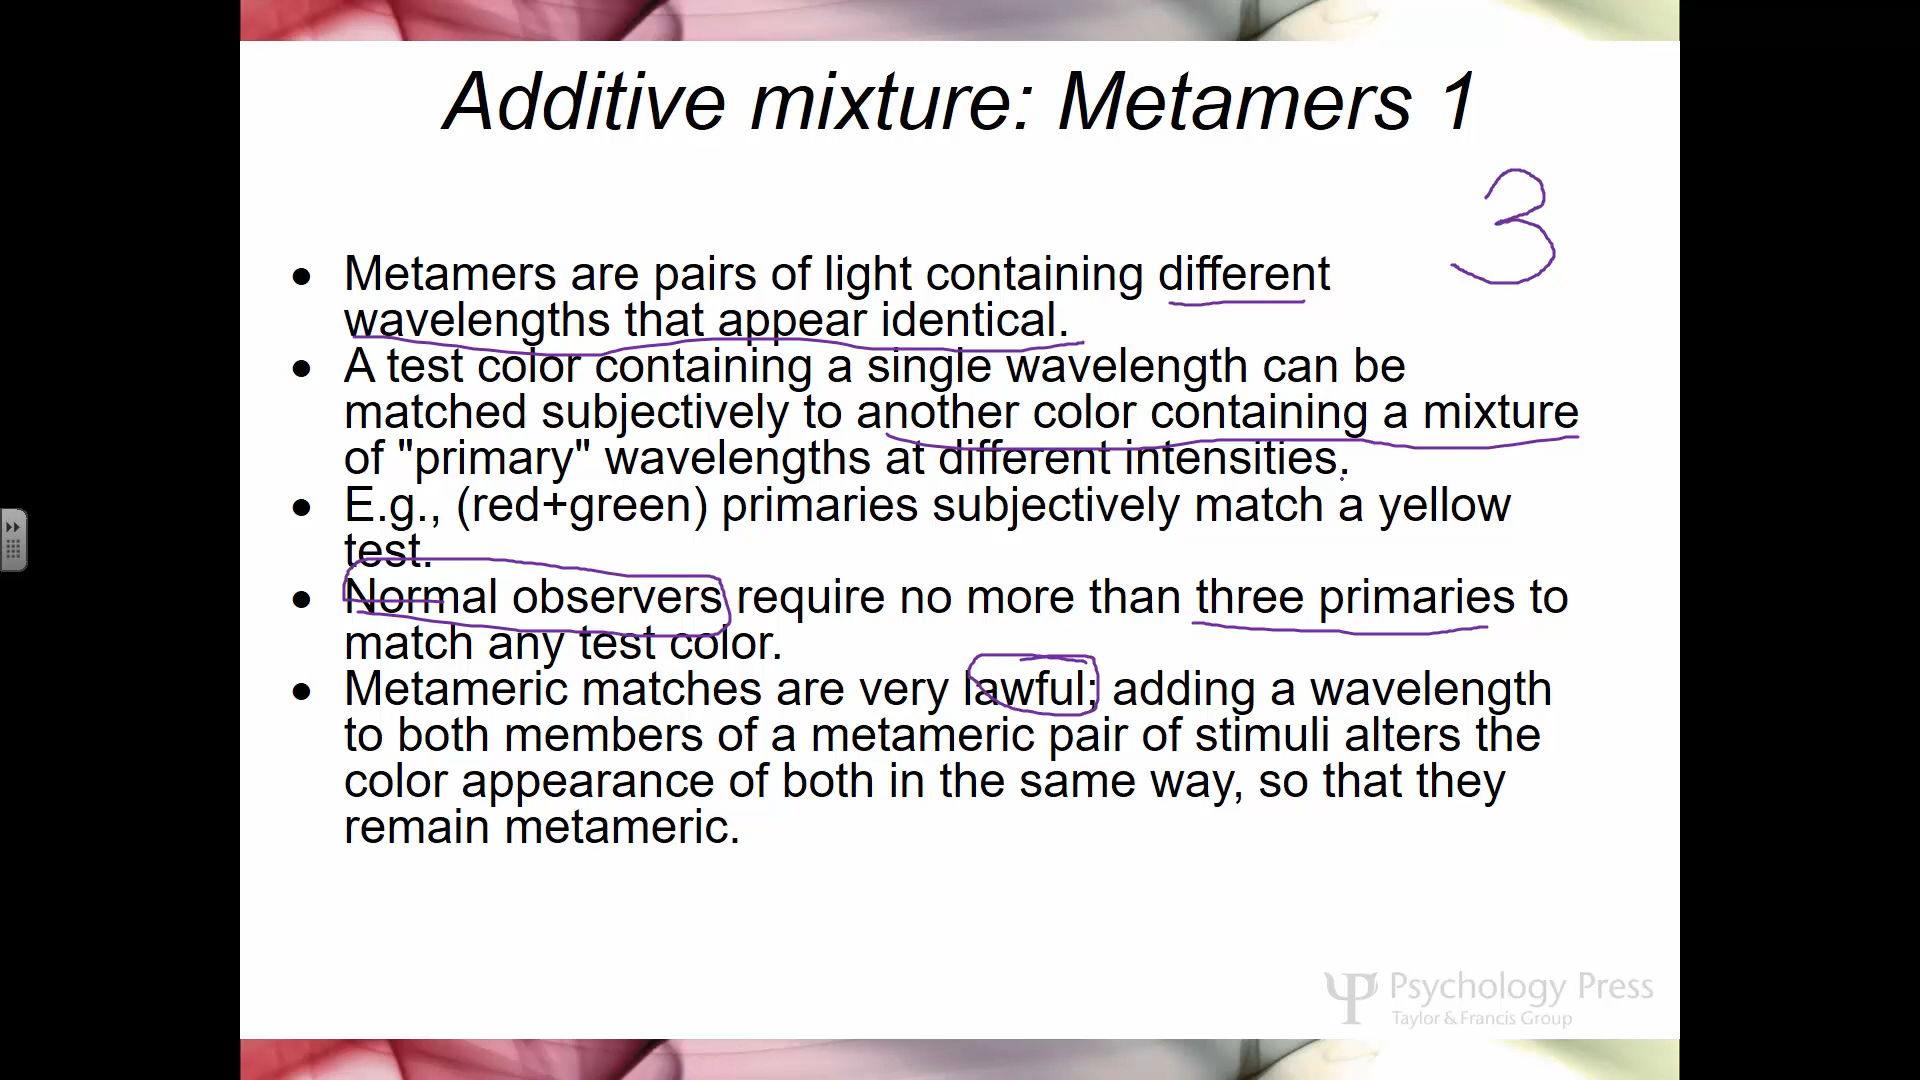 Additive mixture: Metamers 1
3
● Metamers are pairs of light containing different
wavelengths that appear identical.
● A test color containing a single wavelength can be
matched subjectively to another color containing a mixture
of "primary" wavelengths at different intensities.
● E.g., (red+green) primaries subjectively match a yellow
test.
● Normal observers require no more than three primaries to
match any test color.
● Metameric matches are very lawful; adding a wavelength
to both members of a metameric pair of stimuli alters the
color appearance of both in the same way, so that they
remain metameric.
Psychology Press
Taylor & Francis Group